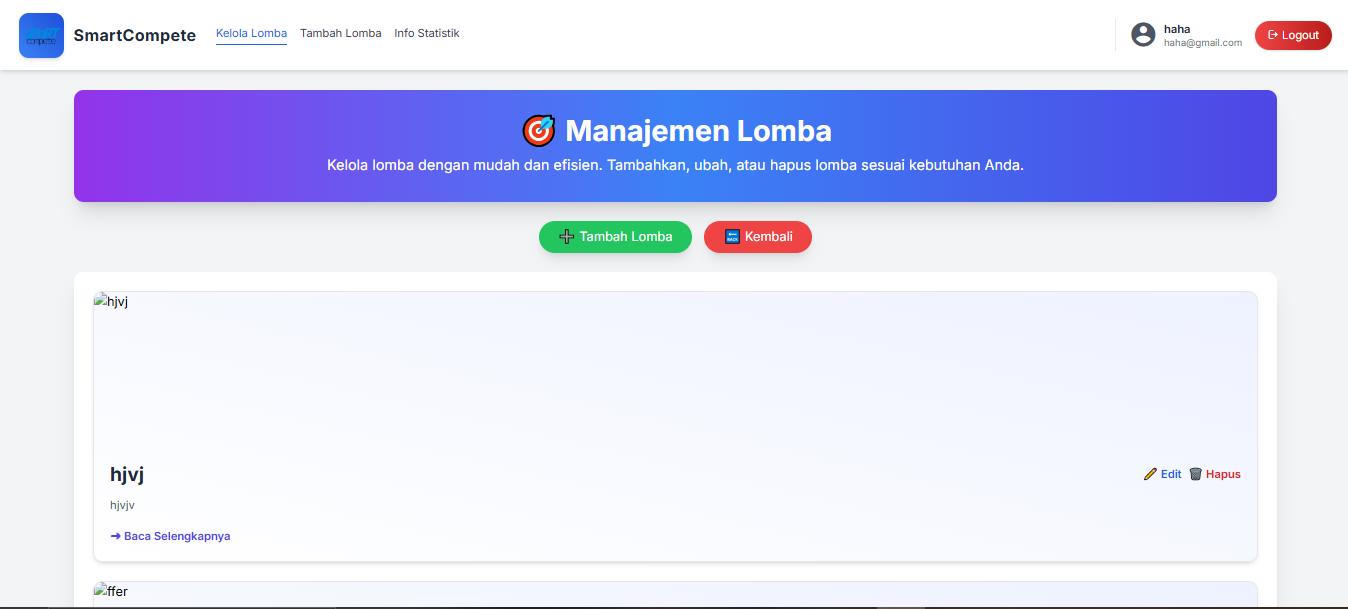 SmartCompete
Kelola Lomba
Tambah Lomba
Info Statistik
haha
haha@gmail.com
Logout
Manajemen Lomba
Kelola lomba dengan mudah dan efisien. Tambahkan, ubah, atau hapus lomba sesuai kebutuhan Anda.
Tambah Lomba
Kembali
hjvj
hjvj
Edit
Hapus
hjvjv
➜ Baca Selengkapnya
ffer